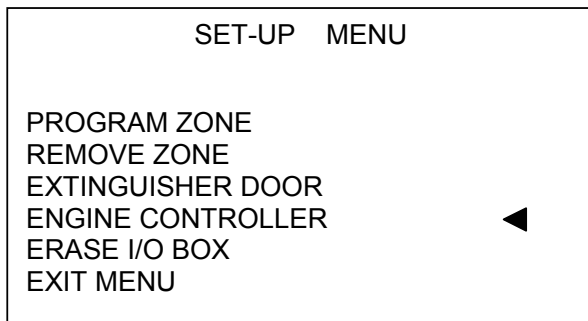 SET-UP MENU
PROGRAM ZONE
REMOVE ZONE
EXTINGUISHER DOOR
ENGINE CONTROLLER
ERASE I/O BOX
EXIT MENU